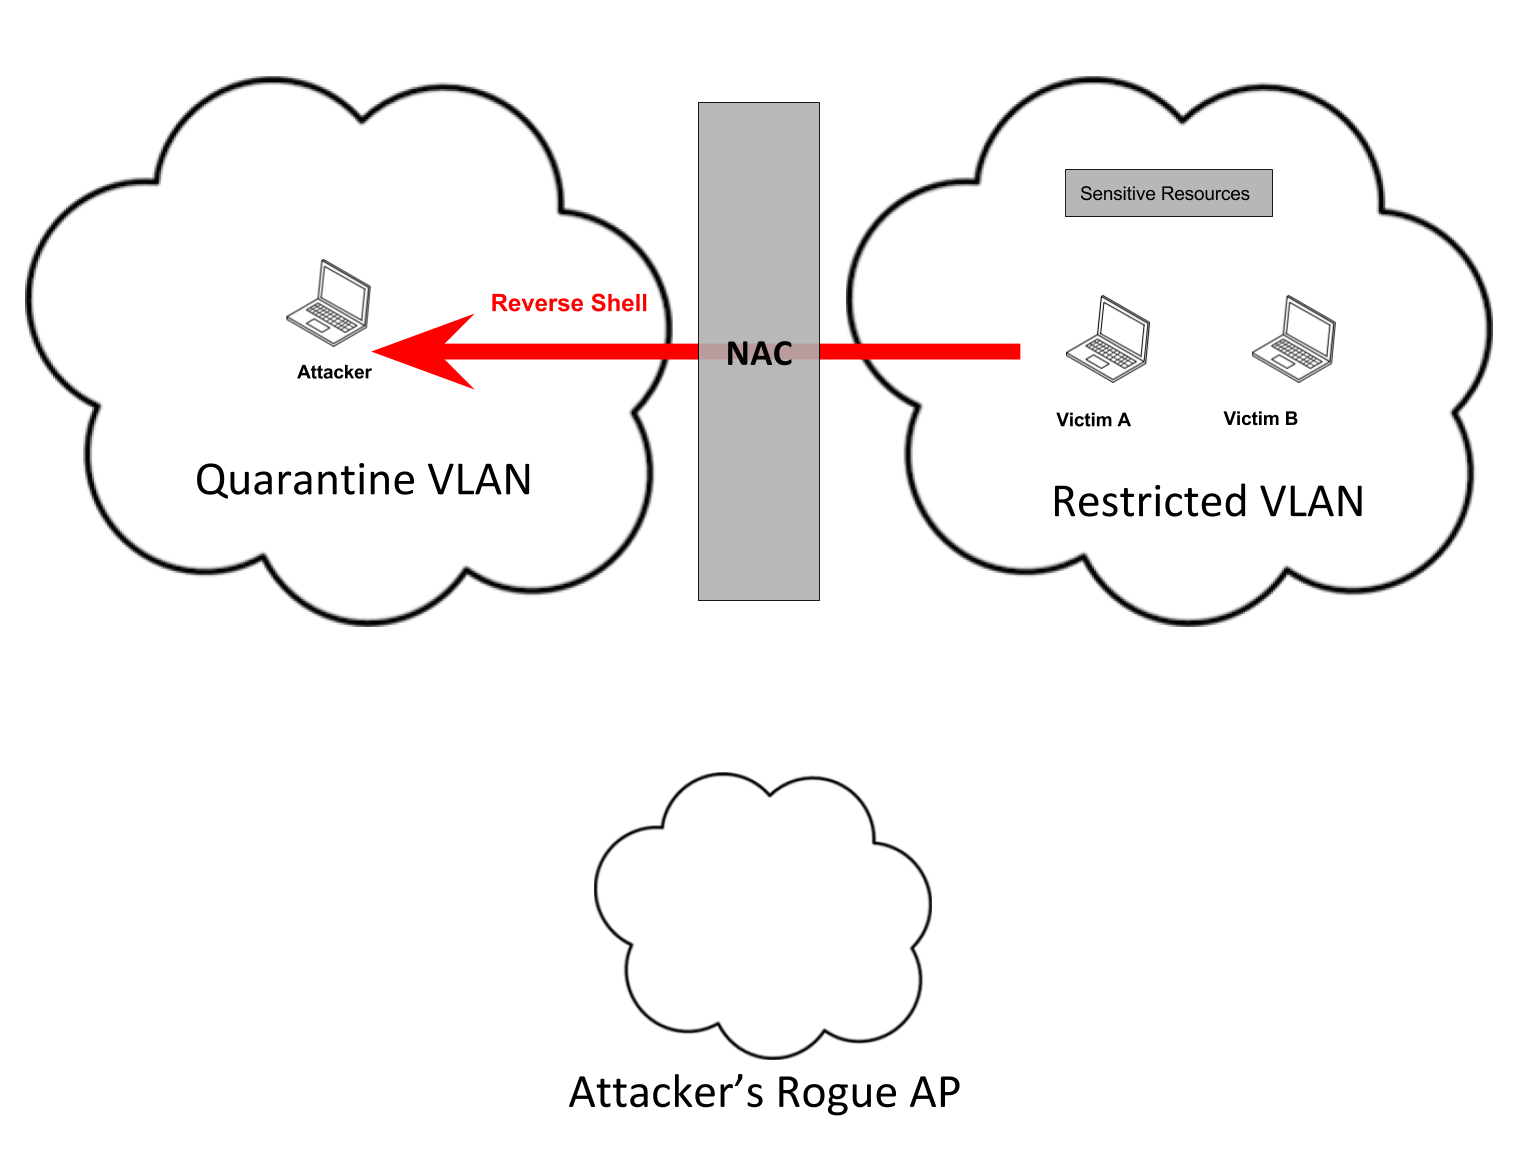 Sensitive Resources
Reverse Shell
NAC
Attacker
Victim A
Victim B
Quarantine VLAN
Restricted VLAN
Attacker’s Rogue AP